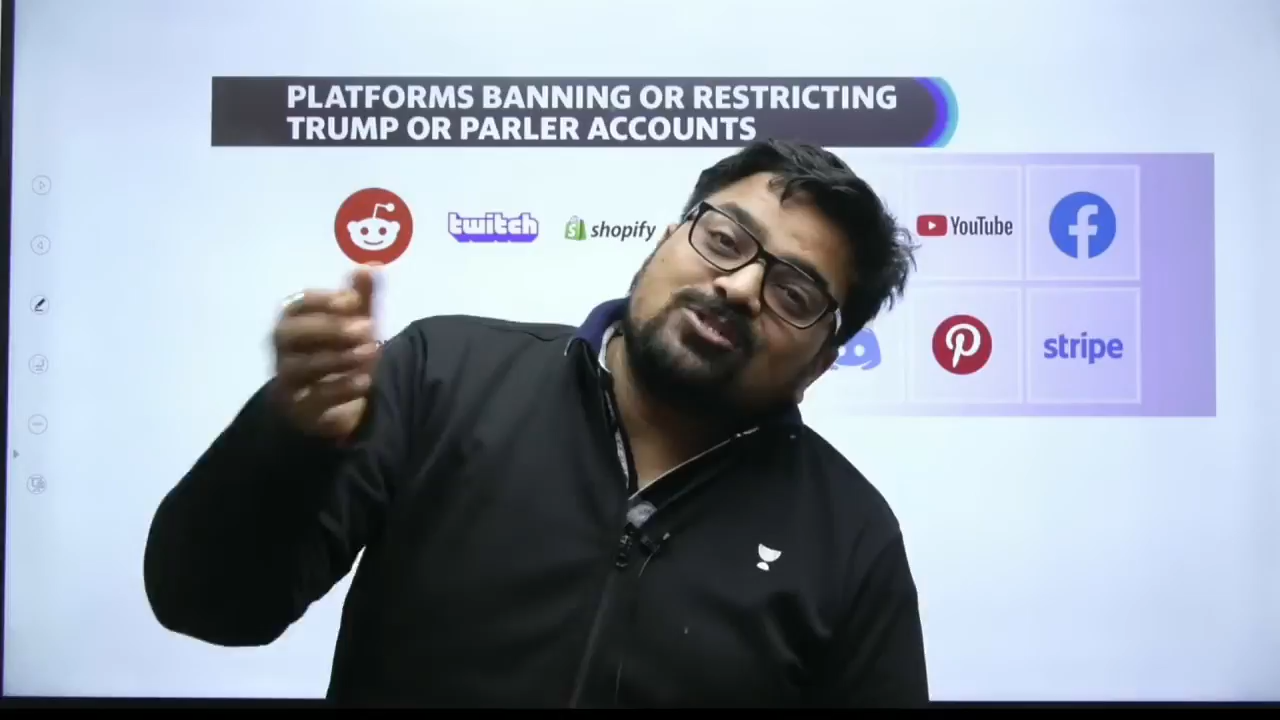 PLATFORMS BANNING OR RESTRICTING
TRUMP OR PARLER ACCOUNTS
twitch
shopify
YouTube
stripe